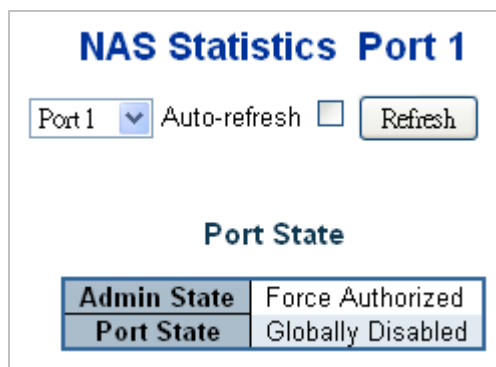 NAS Statistics Port 1
Port 1 Auto-refresh Refresh
Port State
Admin State Force Authorized
Port State Globally Disabled